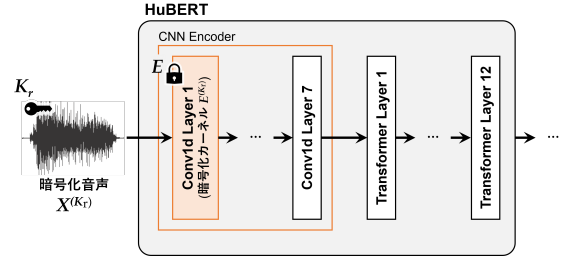 HuBERT
CNN Encoder
E
K_r
Conv1d Layer 1
(暗号化カーネル E^(K_r))
...
Conv1d Layer 7
Transformer Layer 1
...
Transformer Layer 12
...
暗号化音声
X^(K_r)